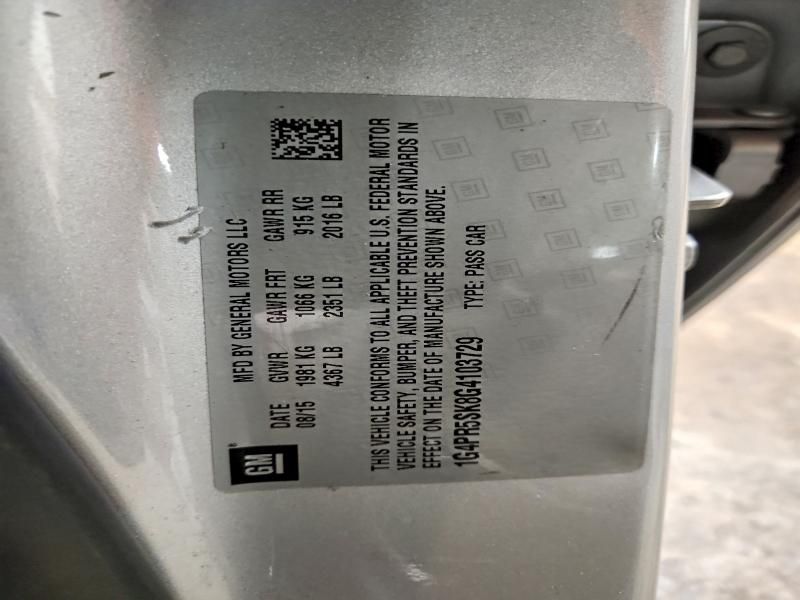 GM®
MFD BY GENERAL MOTORS LLC
DATE GVWR GAWR FRT GAWR RR
08/15 1981 KG 1066 KG 915 KG
4367 LB 2351 LB 2016 LB
THIS VEHICLE CONFORMS TO ALL APPLICABLE U.S. FEDERAL MOTOR
VEHICLE SAFETY, BUMPER, AND THEFT PREVENTION STANDARDS IN
EFFECT ON THE DATE OF MANUFACTURE SHOWN ABOVE.
1G4PR5SK8G4103729 TYPE: PASS CAR